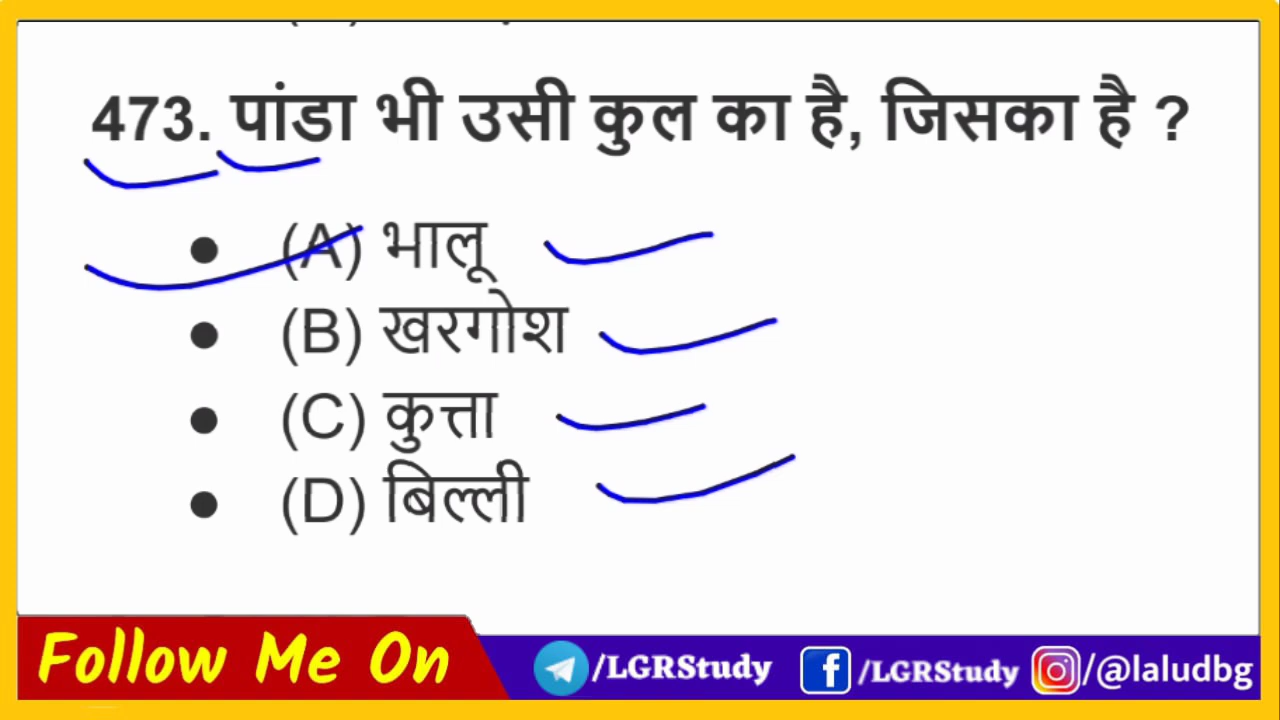 473. पांडा भी उसी कुल का है, जिसका है ?
● (A) भालू
● (B) खरगोश
● (C) कुत्ता
● (D) बिल्ली
Follow Me On /LGRStudy /LGRStudy /@laludbg